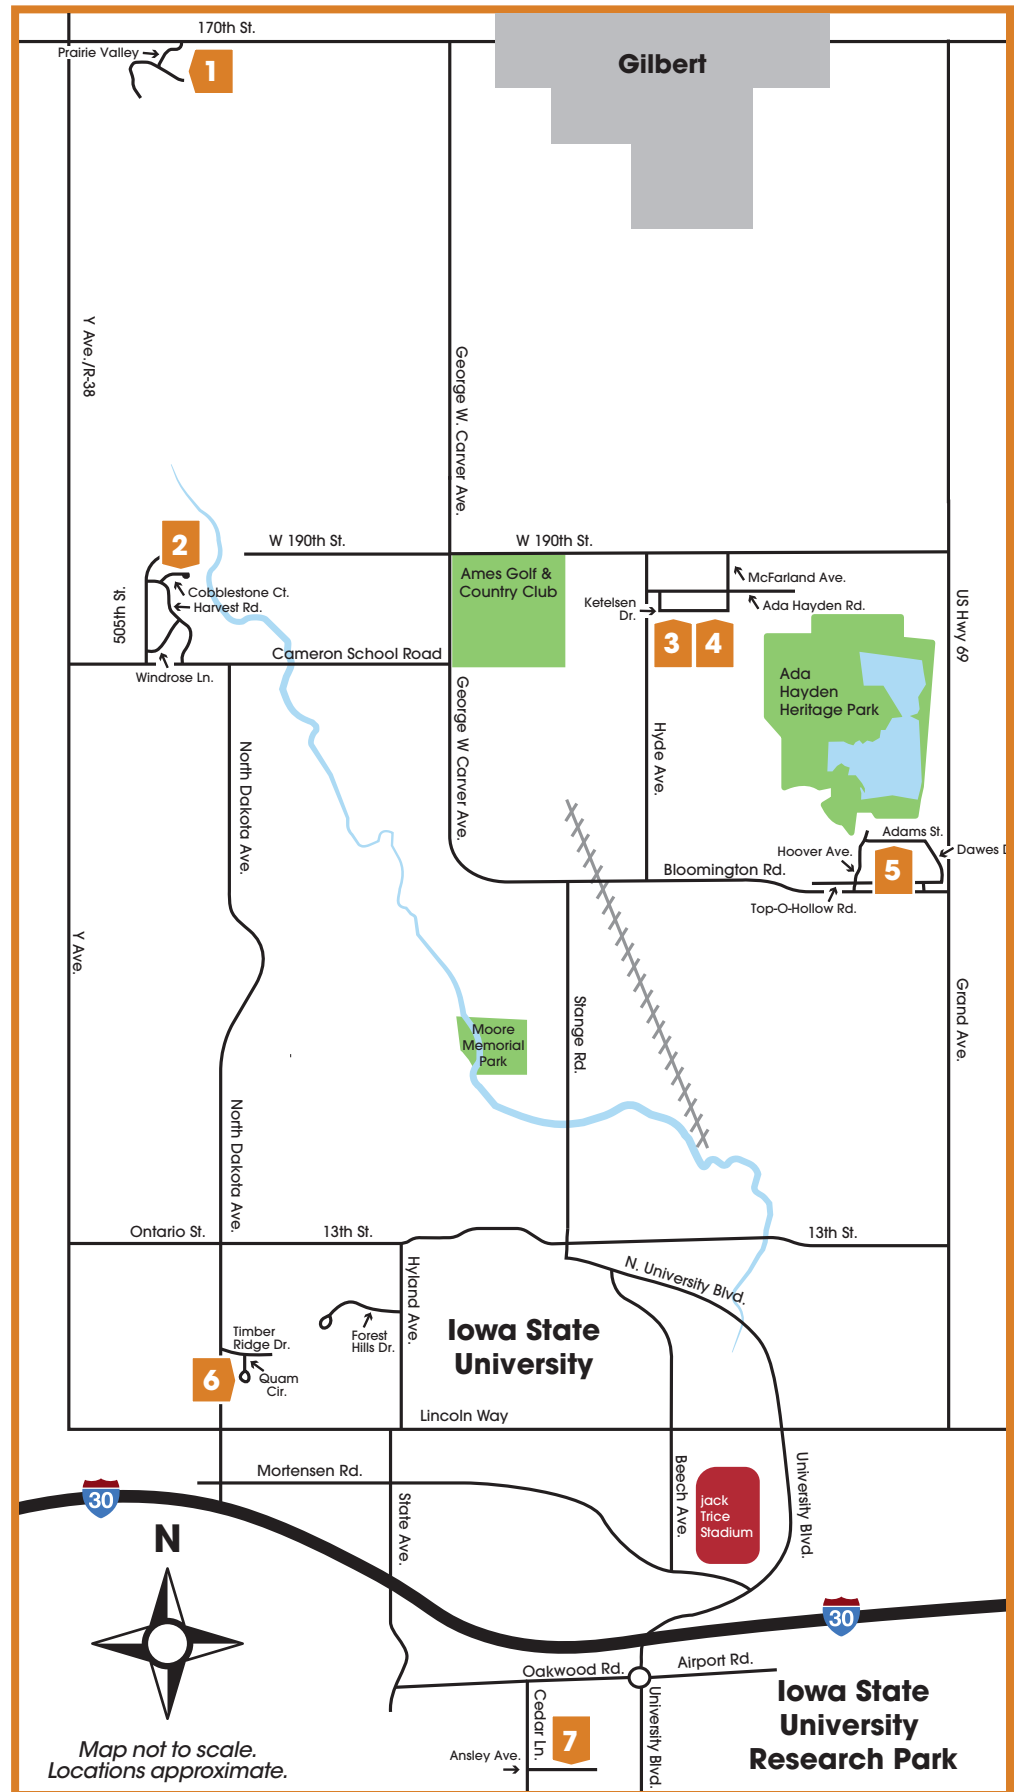 170th St.
Prairie Valley
1
Gilbert
Y Ave./R-38
George W. Carver Ave.
2
W 190th St.
W 190th St.
Ames Golf &
Country Club
McFarland Ave.
Ketelsen
Dr.
Ada Hayden Rd.
Cobblestone Ct.
Harvest Rd.
505th St.
US Hwy 69
3
4
Cameron School Road
Windrose Ln.
Ada
Hayden
Heritage Park
George W Carver Ave.
Hyde Ave.
North Dakota Ave.
Adams St.
Hoover Ave.
Dawes D
5
Bloomington Rd.
Top-O-Hollow Rd.
Y Ave.
Stange Rd.
Grand Ave.
Moore
Memorial
Park
North Dakota Ave.
Ontario St.
13th St.
13th St.
Hyland Ave.
N. University Blvd.
Timber
Ridge Dr.
Forest
Hills Dr.
Iowa State
University
6
Quam
Cir.
Lincoln Way
Mortensen Rd.
Beech Ave.
University Blvd.
30
State Ave.
jack
Trice
Stadium
N
30
Oakwood Rd.
Airport Rd.
Cedar Ln.
University Blvd.
7
Ansley Ave.
Iowa State
University
Research Park
Map not to scale.
Locations approximate.